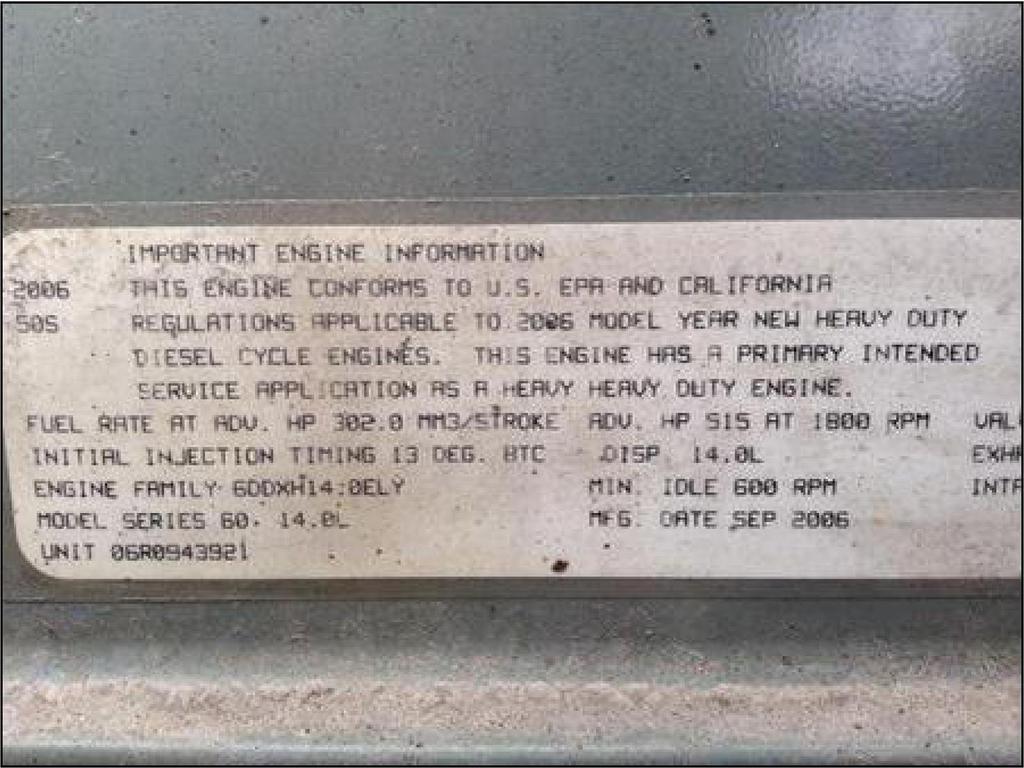 IMPORTANT ENGINE INFORMATION
2006 THIS ENGINE CONFORMS TO U.S. EPA AND CALIFORNIA
50S REGULATIONS APPLICABLE TO 2006 MODEL YEAR NEW HEAVY DUTY
DIESEL CYCLE ENGINES. THIS ENGINE HAS A PRIMARY INTENDED
SERVICE APPLICATION AS A HEAVY HEAVY DUTY ENGINE.
FUEL RATE AT ADV. HP 302.0 MM3/STROKE ADV. HP 515 AT 1800 RPM
INITIAL INJECTION TIMING 13 DEG. BTC DISP 14.0L
ENGINE FAMILY 6DDXH14.0ELY MIN. IDLE 600 RPM
MODEL SERIES 60. 14.0L MFG. DATE SEP 2006
UNIT 06R0943921